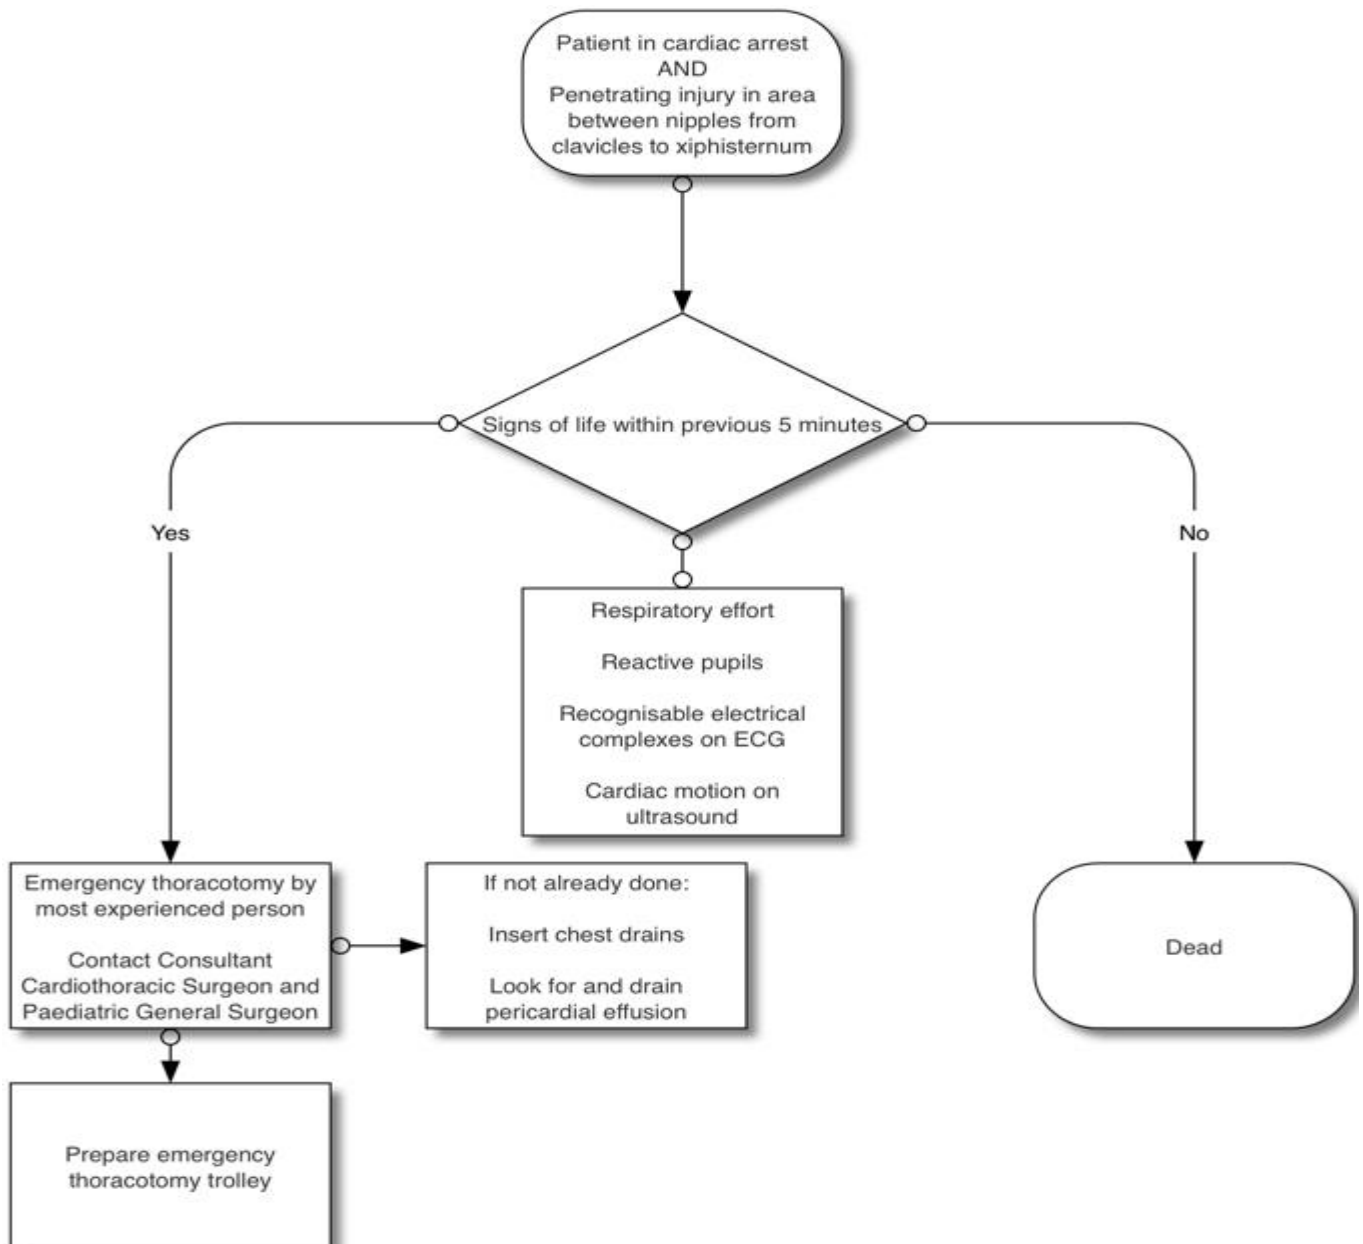 Patient in cardiac arrest
AND
Penetrating injury in area
between nipples from
clavicles to xiphisternum
Signs of life within previous 5 minutes
Yes
No
Respiratory effort
Reactive pupils
Recognisable electrical
complexes on ECG
Cardiac motion on
ultrasound
Emergency thoracotomy by
most experienced person
Contact Consultant
Cardiothoracic Surgeon and
Paediatric General Surgeon
If not already done:
Insert chest drains
Look for and drain
pericardial effusion
Dead
Prepare emergency
thoracotomy trolley